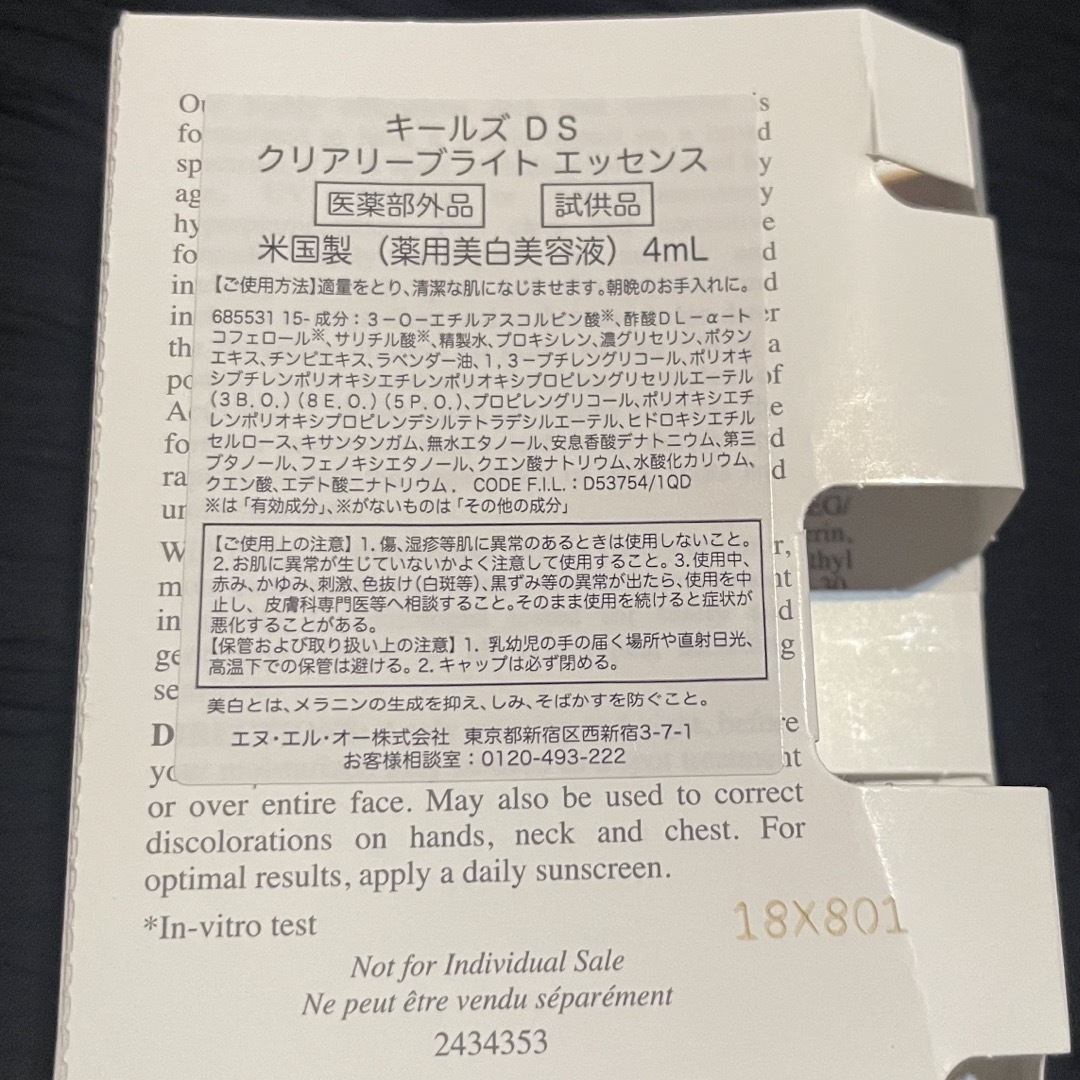 キールズ DS
クリアリーブライト エッセンス
医薬部外品 試供品
米国製（薬用美白美容液）4mL
【ご使用方法】適量をとり、清潔な肌になじませます。朝晩のお手入れに。
685531 15- 成分：3－O－エチルアスコルビン酸※、酢酸DL－α－ト
コフェロール※、サリチル酸※、精製水、プロキシレン、濃グリセリン、ボタン
エキス、チンピエキス、ラベンダー油、1,3－ブチレングリコール、ポリオキ
シブチレンポリオキシエチレンポリオキシプロピレングリセリルエーテル
(3B.O.)(8E.O.)(5P.O.)、プロピレングリコール、ポリオキシエチ
レンポリオキシプロピレンデシルテトラデシルエーテル、ヒドロキシエチル
セルロース、キサンタンガム、無水エタノール、安息香酸デナトニウム、第三
ブタノール、フェノキシエタノール、クエン酸ナトリウム、水酸化カリウム、
クエン酸、エデト酸ニナトリウム． CODE F.I.L.：D53754/1QD
※は「有効成分」、※がないものは「その他の成分」
【ご使用上の注意】1.傷、湿疹等肌に異常のあるときは使用しないこと。
2.お肌に異常が生じていないかよく注意して使用すること。3.使用中、
赤み、かゆみ、刺激、色抜け(白斑等)、黒ずみ等の異常が出たら、使用を中
止し、皮膚科専門医等へ相談すること。そのまま使用を続けると症状が
悪化することがある。
【保管および取り扱い上の注意】1. 乳幼児の手の届く場所や直射日光、
高温下での保管は避ける。2.キャップは必ず閉める。
美白とは、メラニンの生成を抑え、しみ、そばかすを防ぐこと。
エヌ・エル・オー株式会社 東京都新宿区西新宿3-7-1
お客様相談室：0120-493-222
or over entire face. May also be used to correct
discolorations on hands, neck and chest. For
optimal results, apply a daily sunscreen.
*In-vitro test
18X801
Not for Individual Sale
Ne peut être vendu séparément
2434353